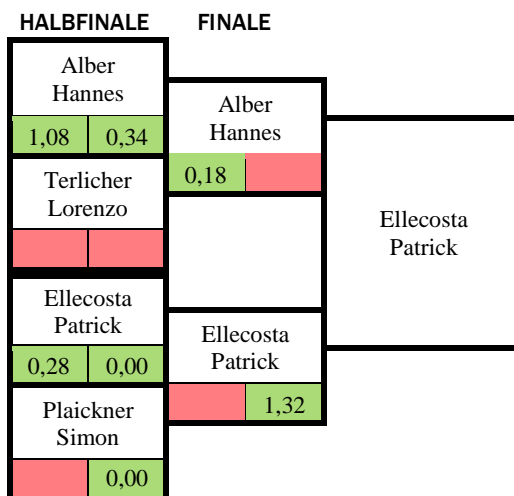 HALBFINALE FINALE
Alber
Hannes
1,08 0,34
Terlicher
Lorenzo
Ellecosta
Patrick
0,28 0,00
Plaickner
Simon
0,00
Alber
Hannes
0,18
Ellecosta
Patrick
1,32
Ellecosta
Patrick